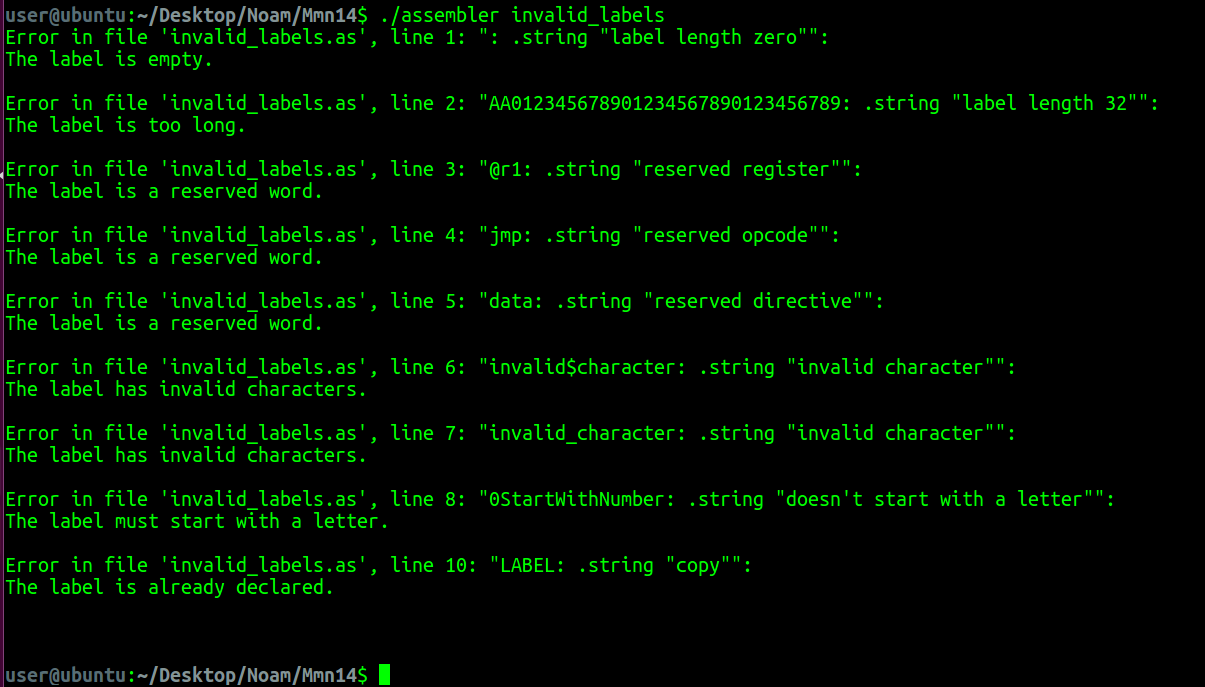 user@ubuntu:~/Desktop/Noam/Mmn14$ ./assembler invalid_labels
Error in file 'invalid_labels.as', line 1: ": .string "label length zero"":
The label is empty.
Error in file 'invalid_labels.as', line 2: "AA012345678901234567890123456789: .string "label length 32"":
The label is too long.
Error in file 'invalid_labels.as', line 3: "@r1: .string "reserved register"":
The label is a reserved word.
Error in file 'invalid_labels.as', line 4: "jmp: .string "reserved opcode"":
The label is a reserved word.
Error in file 'invalid_labels.as', line 5: "data: .string "reserved directive"":
The label is a reserved word.
Error in file 'invalid_labels.as', line 6: "invalid$character: .string "invalid character"":
The label has invalid characters.
Error in file 'invalid_labels.as', line 7: "invalid_character: .string "invalid character"":
The label has invalid characters.
Error in file 'invalid_labels.as', line 8: "0StartWithNumber: .string "doesn't start with a letter"":
The label must start with a letter.
Error in file 'invalid_labels.as', line 10: "LABEL: .string "copy"":
The label is already declared.
user@ubuntu:~/Desktop/Noam/Mmn14$